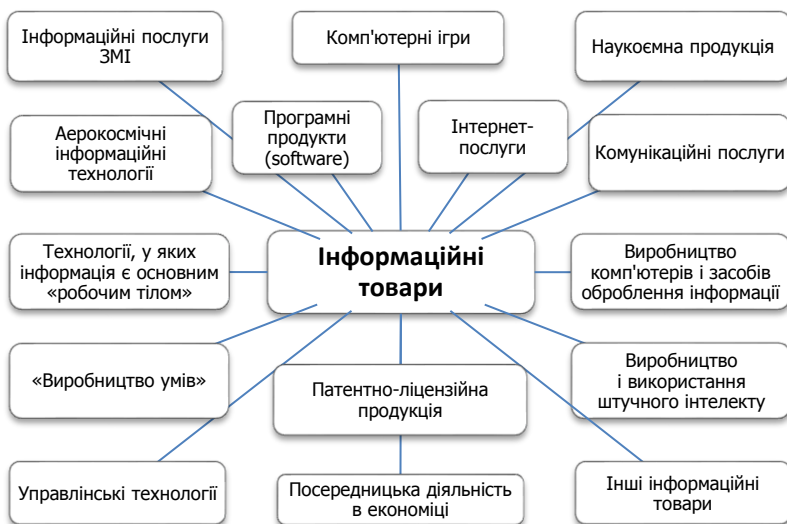 Інформаційні послуги
ЗМІ
Комп'ютерні ігри
Наукоємна продукція
Аерокосмічні
інформаційні
технології
Програмні
продукти
(software)
Інтернет-
послуги
Комунікаційні послуги
Технології, у яких
інформація є основним
«робочим тілом»
Інформаційні
товари
Виробництво
комп'ютерів і засобів
оброблення інформації
«Виробництво умів»
Патентно-ліцензійна
продукція
Виробництво
і використання
штучного інтелекту
Управлінські технології
Посередницька діяльність
в економіці
Інші інформаційні
товари